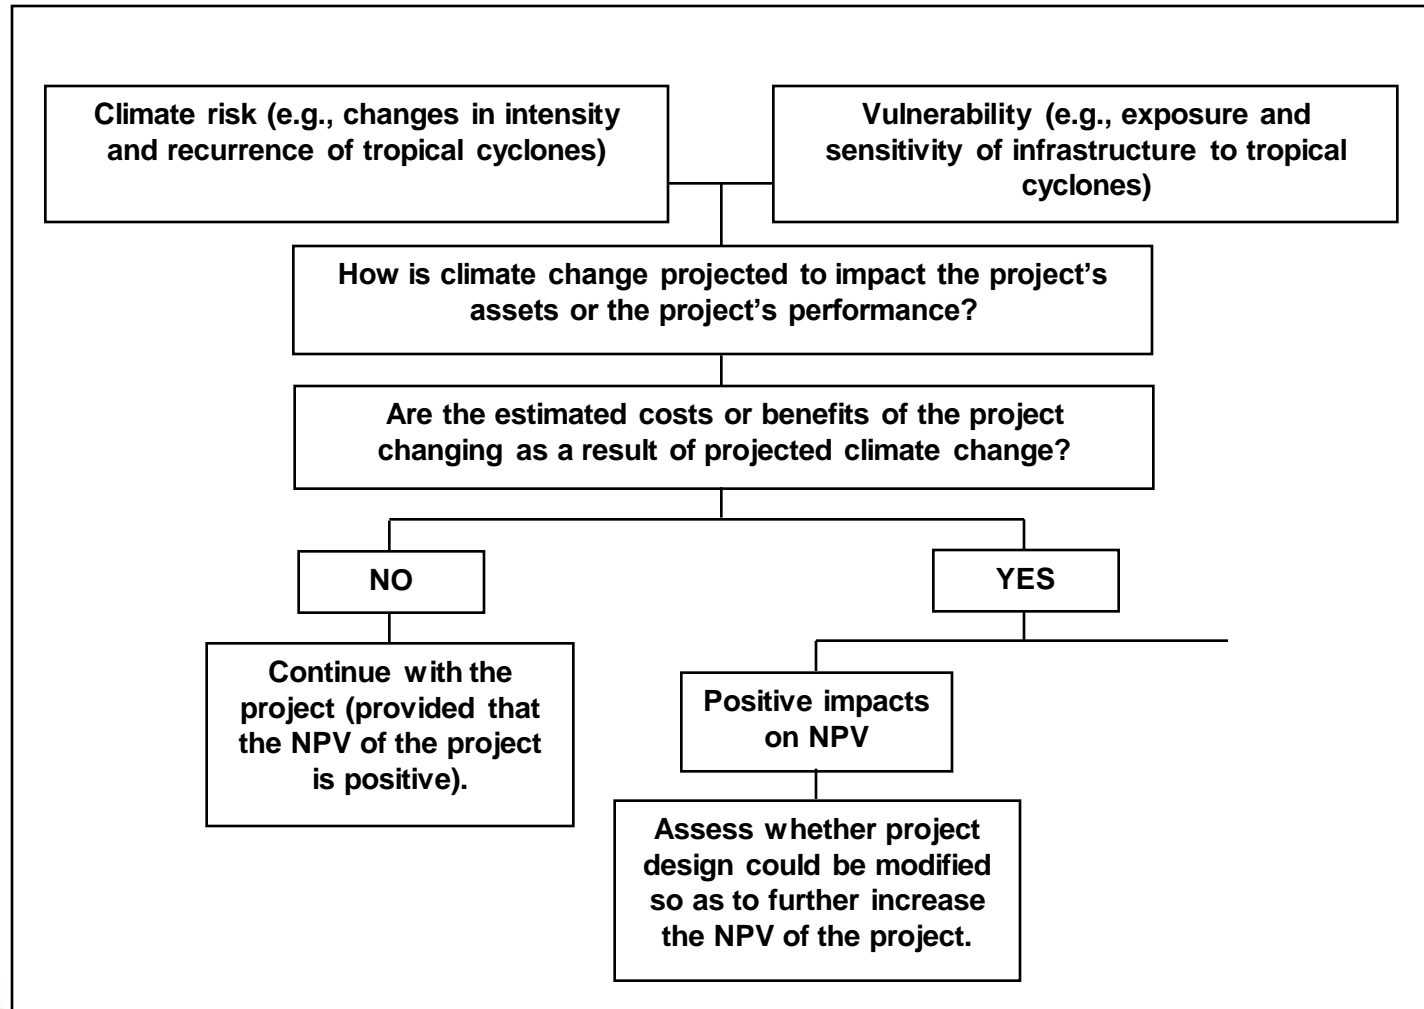 Climate risk (e.g., changes in intensity
and recurrence of tropical cyclones)
Vulnerability (e.g., exposure and
sensitivity of infrastructure to tropical
cyclones)
How is climate change projected to impact the project's
assets or the project's performance?
Are the estimated costs or benefits of the project
changing as a result of projected climate change?
NO
YES
Continue with the
project (provided that
the NPV of the project
is positive).
Positive impacts
on NPV
Assess whether project
design could be modified
so as to further increase
the NPV of the project.